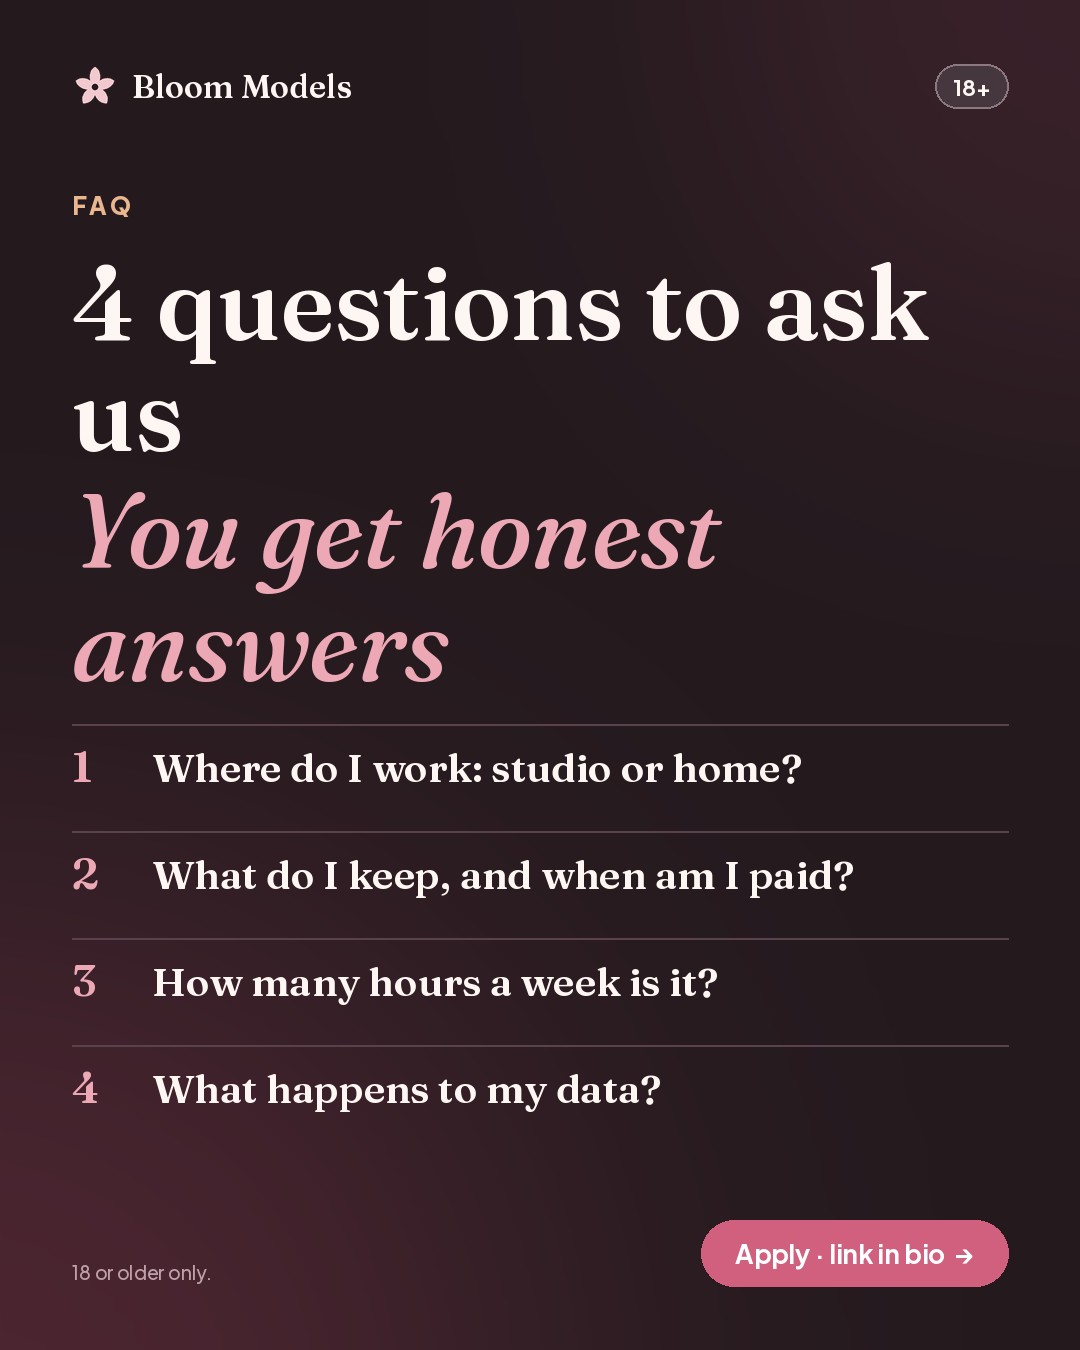 Bloom Models
18+
FAQ
4 questions to ask
us
You get honest
answers
1 Where do I work: studio or home?
2 What do I keep, and when am I paid?
3 How many hours a week is it?
4 What happens to my data?
18 or older only.
Apply · link in bio →